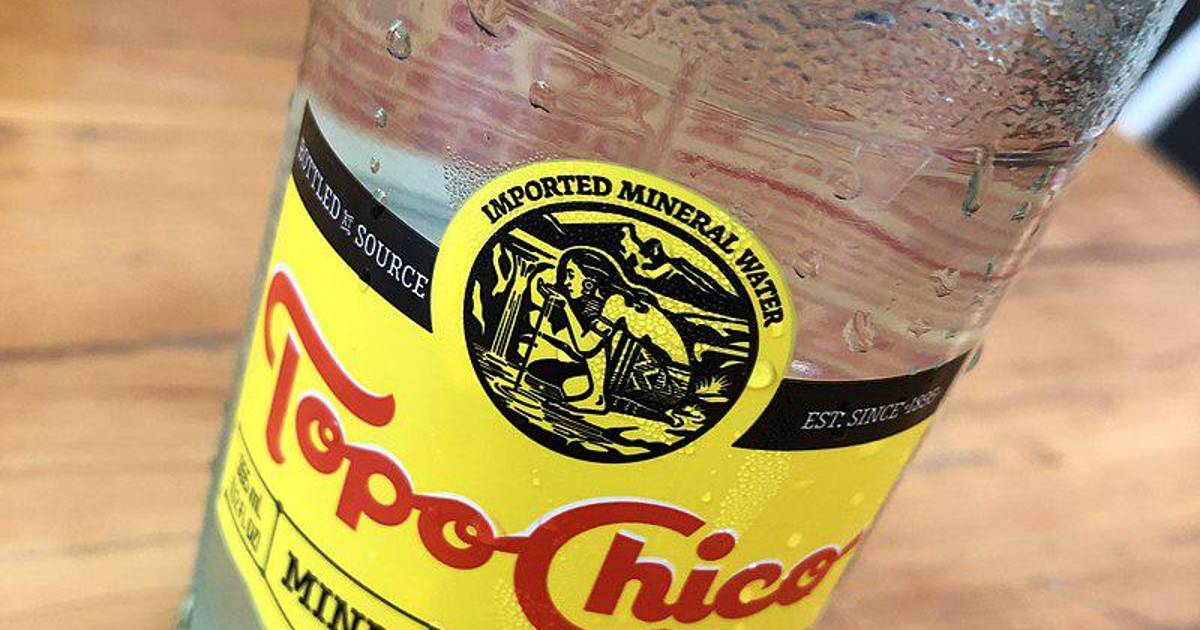 IMPORTED MINERAL WATER
BOTTLED AT SOURCE
EST. SINCE 1895
Topo Chico